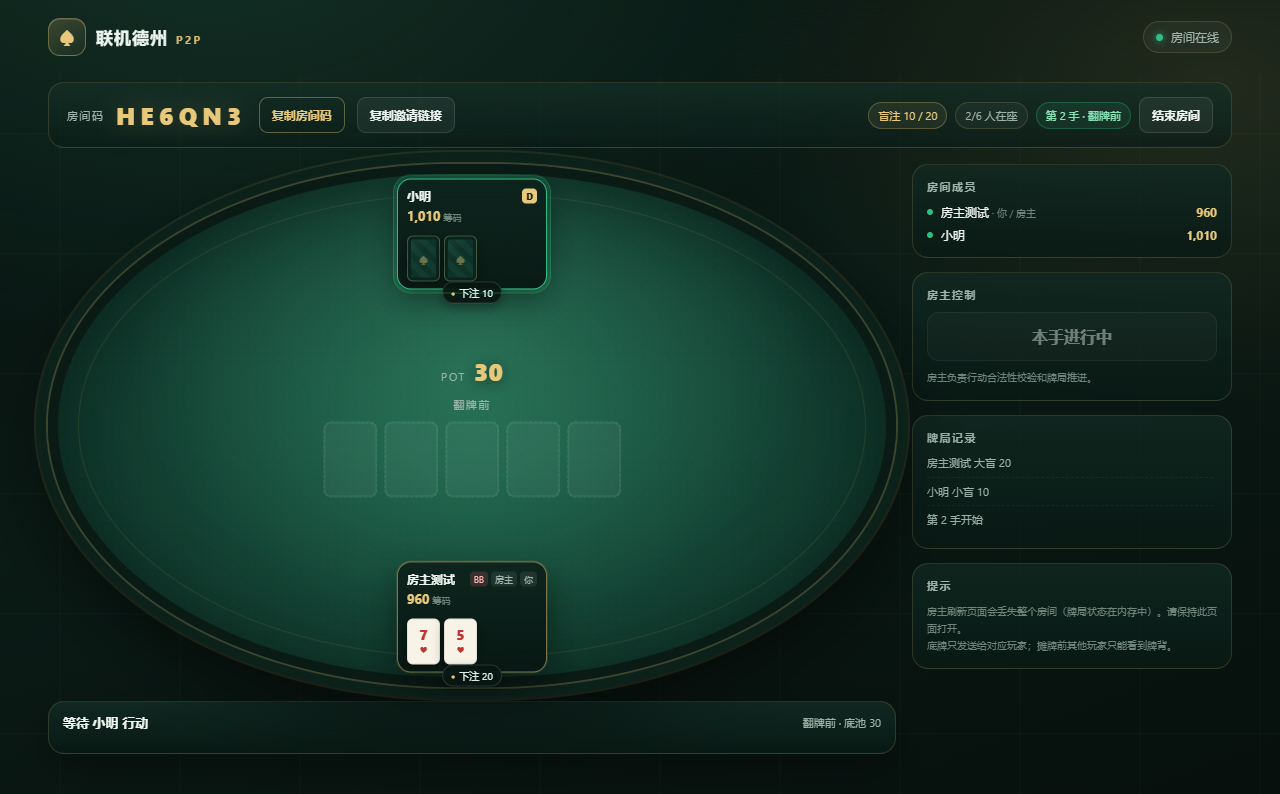 联机德州 P2P
房间在线
房间码 HE6QN3 复制房间码 复制邀请链接
盲注 10 / 20 2/6 人在座 第 2 手 · 翻牌前 结束房间
小明 D
1,010 筹码
下注 10
POT 30
翻牌前
房主测试 BB 房主 你
960 筹码
7 5
下注 20
等待 小明 行动 翻牌前 · 底池 30
房间成员
房主测试 · 你 / 房主 960
小明 1,010
房主控制
本手进行中
房主负责行动合法性校验和牌局推进。
牌局记录
房主测试 大盲 20
小明 小盲 10
第 2 手开始
提示
房主刷新页面会丢失整个房间（牌局状态在内存中）。请保持此页
面打开。
底牌只发送给对应玩家；摊牌前其他玩家只能看到牌背。